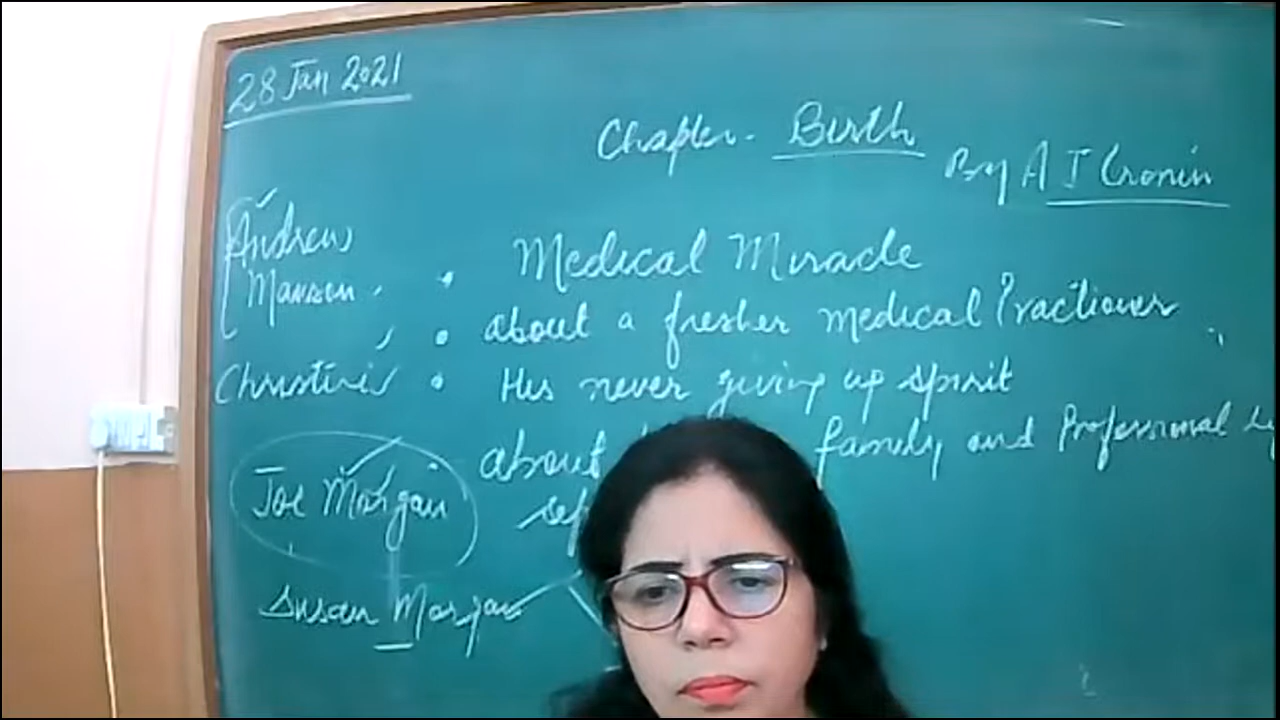 28 Jan 2021
Chapter - Birth
By A J Cronin
Andrew
Manson
Christine
Joe Morgan
Susan Morgan
• Medical Miracle
• about a fresher medical Practioner
• His never giving up spirit
about family and Professional